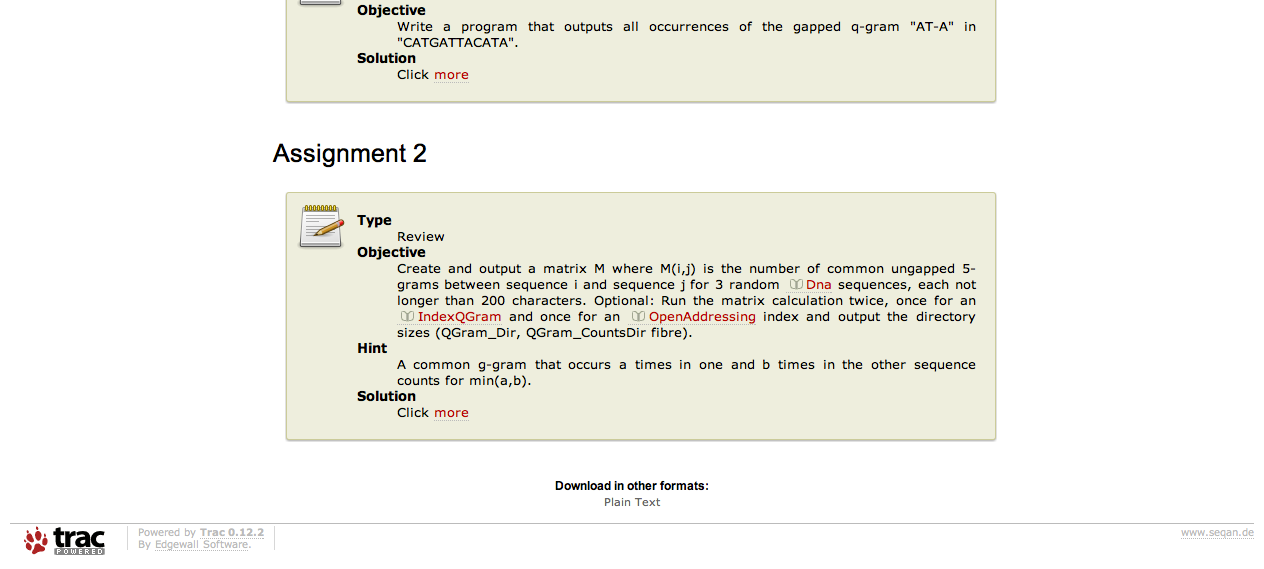 Objective
Write a program that outputs all occurrences of the gapped q-gram "AT-A" in
"CATGATTACATA".
Solution
Click more
Assignment 2
Type
Review
Objective
Create and output a matrix M where M(i,j) is the number of common ungapped 5-
grams between sequence i and sequence j for 3 random Dna sequences, each not
longer than 200 characters. Optional: Run the matrix calculation twice, once for an
IndexQGram and once for an OpenAddressing index and output the directory
sizes (QGram_Dir, QGram_CountsDir fibre).
Hint
A common g-gram that occurs a times in one and b times in the other sequence
counts for min(a,b).
Solution
Click more
Download in other formats:
Plain Text
trac
POWERED
Powered by Trac 0.12.2
By Edgewall Software.
www.seqan.de